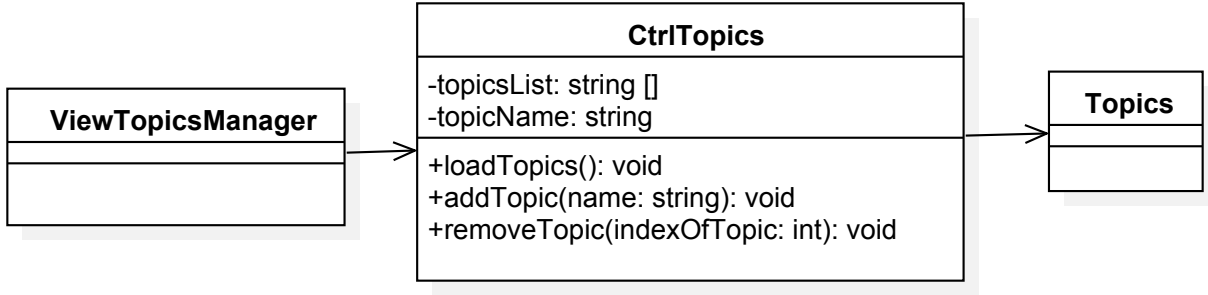 ViewTopicsManager
CtrlTopics
-topicsList: string []
-topicName: string
+loadTopics(): void
+addTopic(name: string): void
+removeTopic(indexOfTopic: int): void
Topics